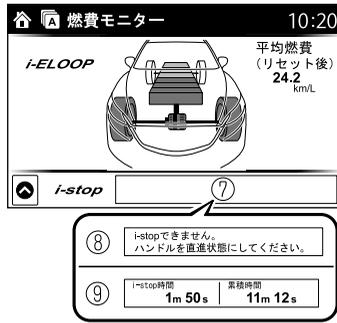 A 燃費モニター 10:20
i-ELOOP
平均燃費
(リセット後)
24.2
km/L
i-stop ⑦
⑧ i-stopできません。
ハンドルを直進状態にしてください。
⑨ i-stop時間 累積時間
1m 50s 11m 12s